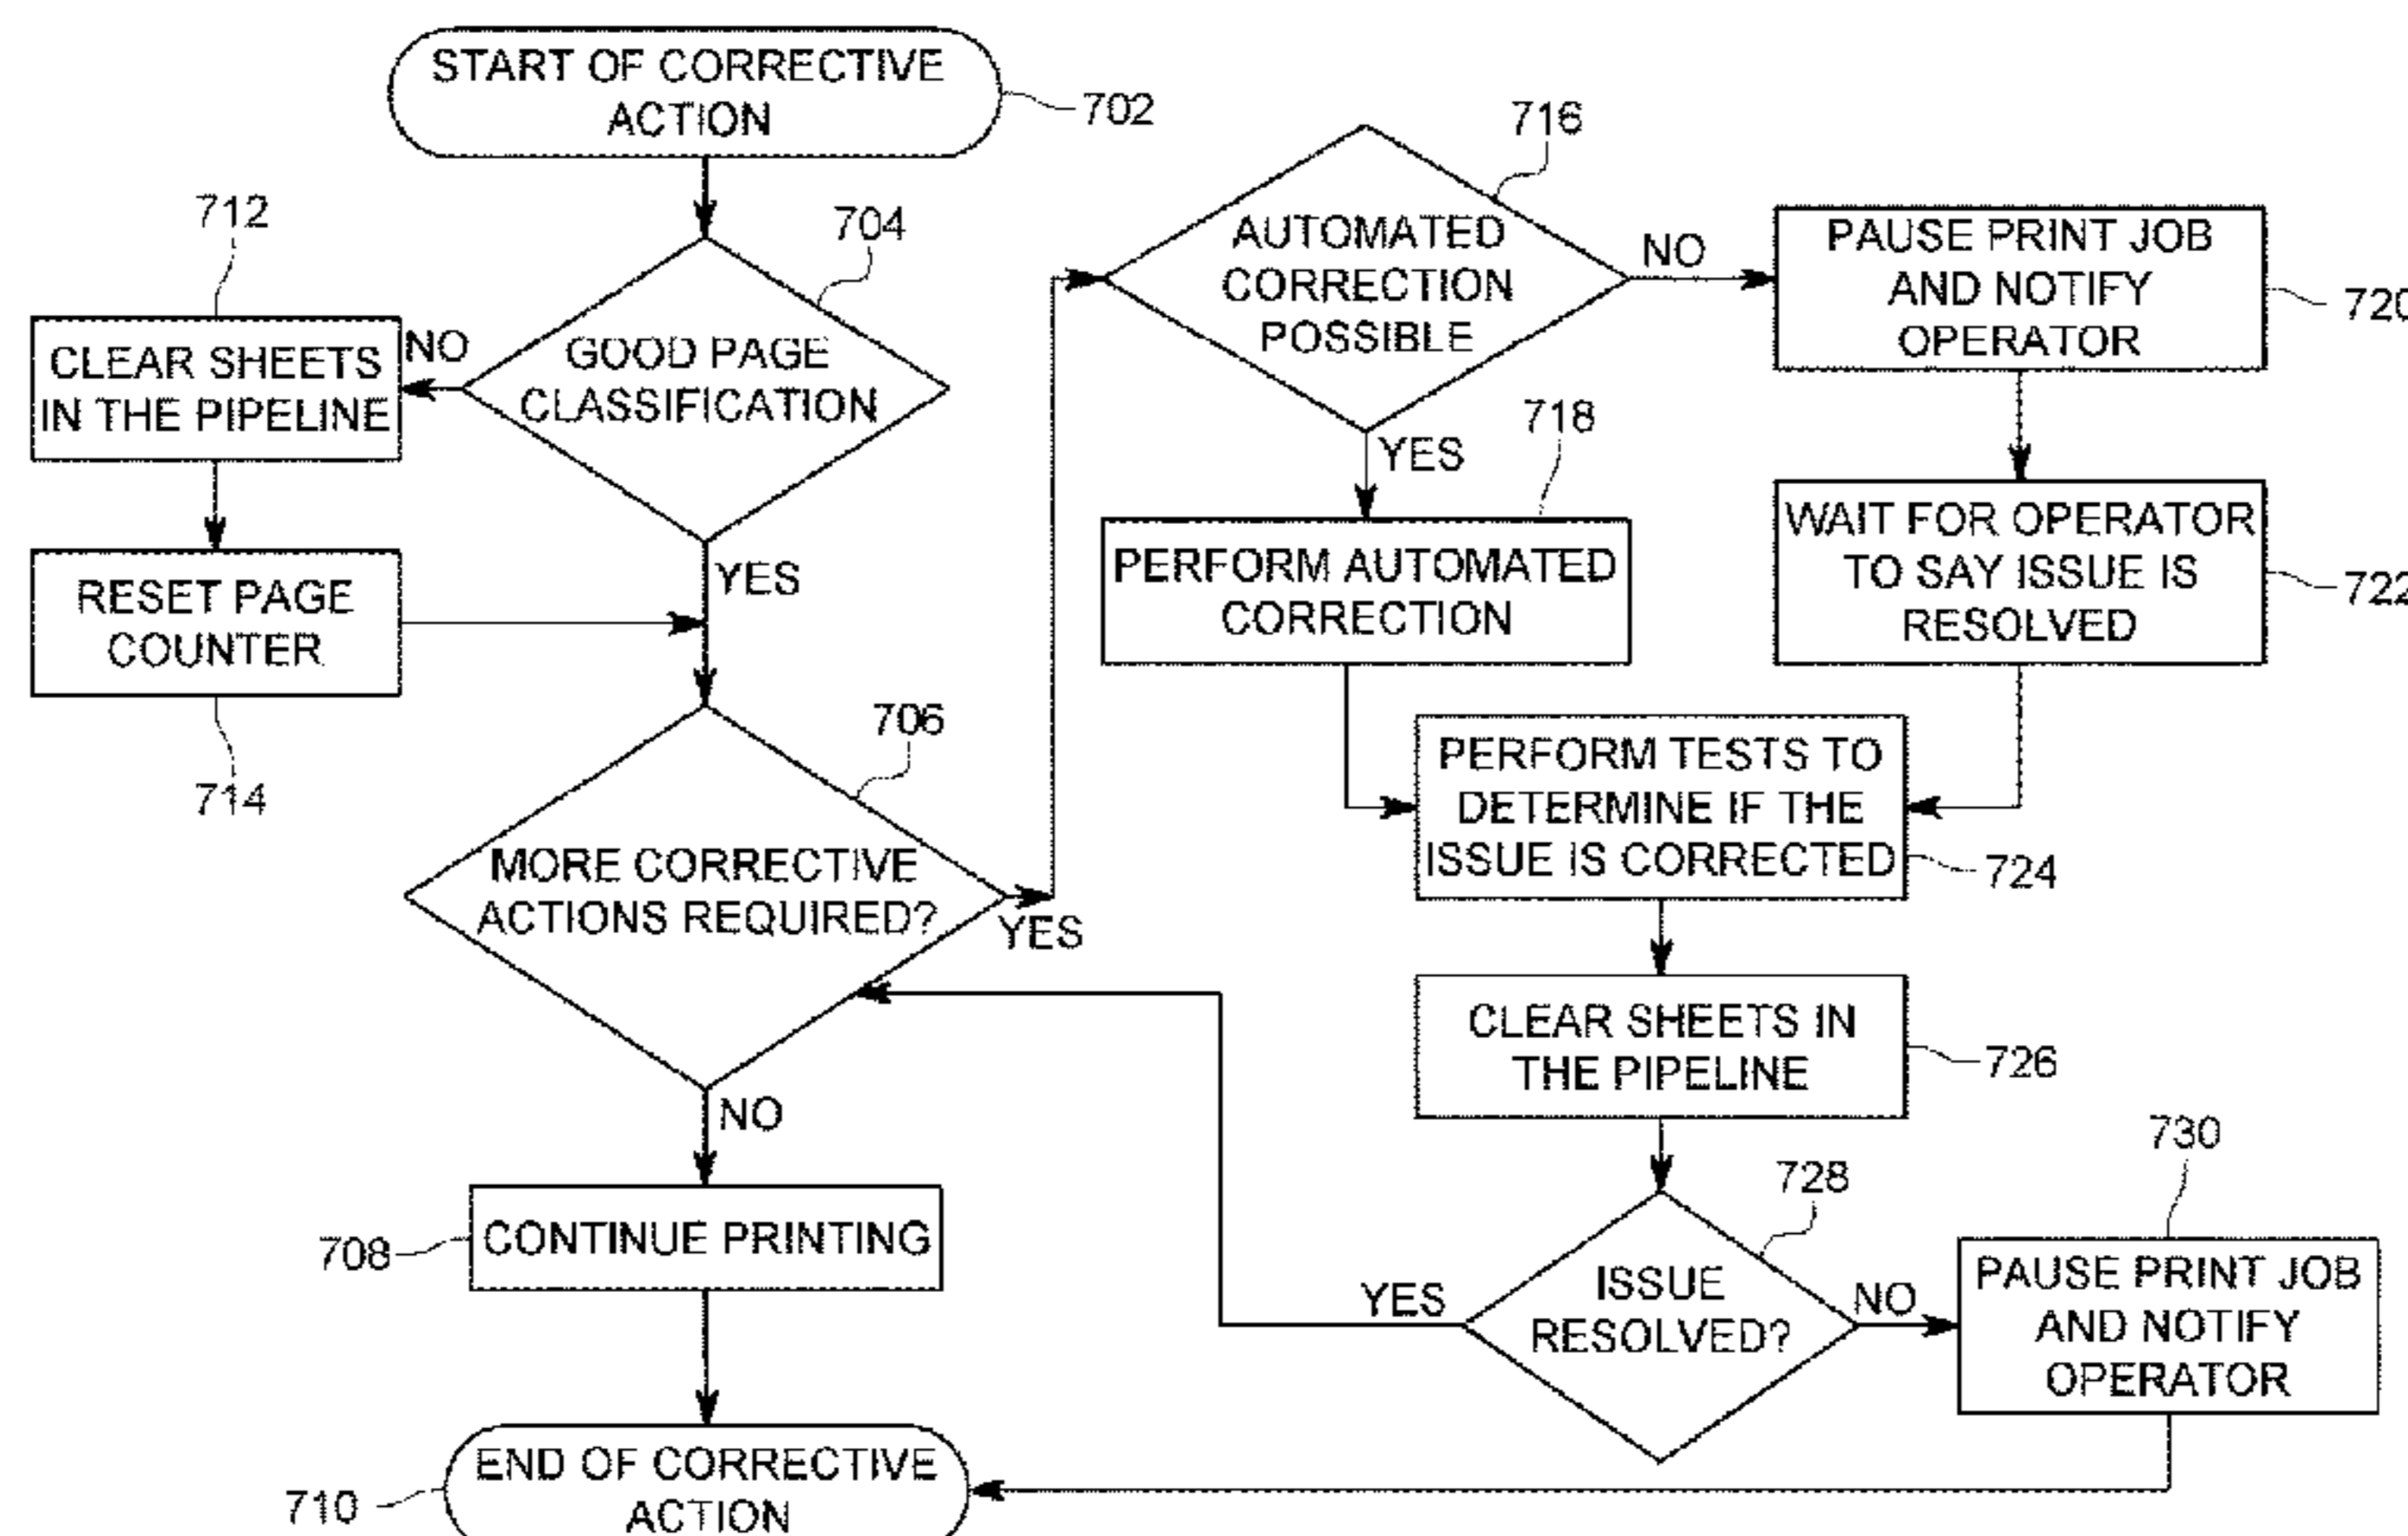 START OF CORRECTIVE
ACTION
702
704
GOOD PAGE
CLASSIFICATION
NO
YES
712
CLEAR SHEETS
IN THE PIPELINE
RESET PAGE
COUNTER
714
706
MORE CORRECTIVE
ACTIONS REQUIRED?
YES
NO
708
CONTINUE PRINTING
710
END OF CORRECTIVE
ACTION
716
AUTOMATED
CORRECTION
POSSIBLE
NO
YES
718
PERFORM AUTOMATED
CORRECTION
PAUSE PRINT JOB
AND NOTIFY
OPERATOR
720
WAIT FOR OPERATOR
TO SAY ISSUE IS
RESOLVED
722
PERFORM TESTS TO
DETERMINE IF THE
ISSUE IS CORRECTED
724
CLEAR SHEETS IN
THE PIPELINE
726
728
ISSUE
RESOLVED?
YES
NO
730
PAUSE PRINT JOB
AND NOTIFY
OPERATOR